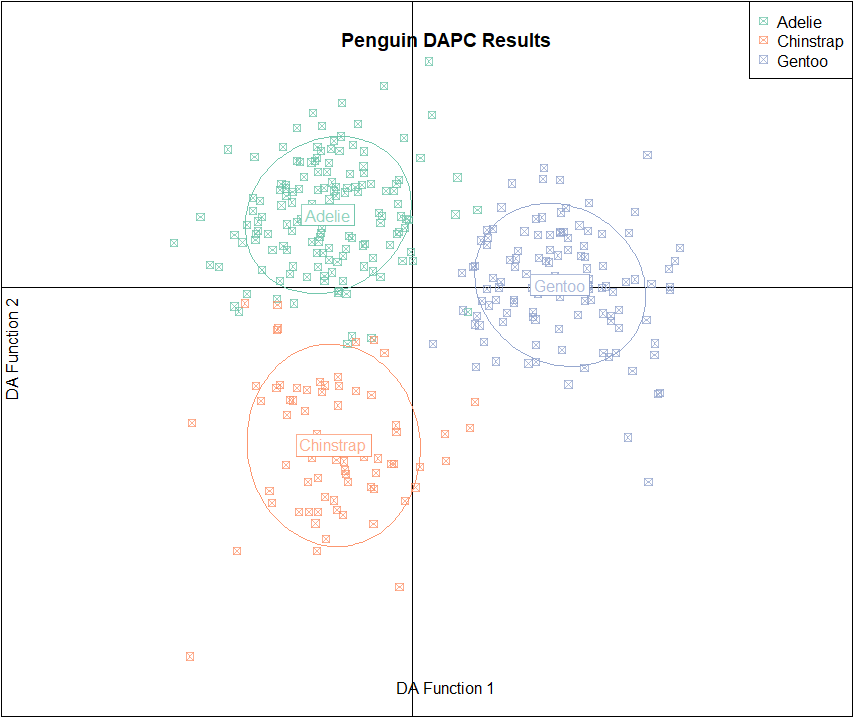 Penguin DAPC Results
Adelie
Chinstrap
Gentoo
Adelie
Gentoo
DA Function 2
Chinstrap
DA Function 1